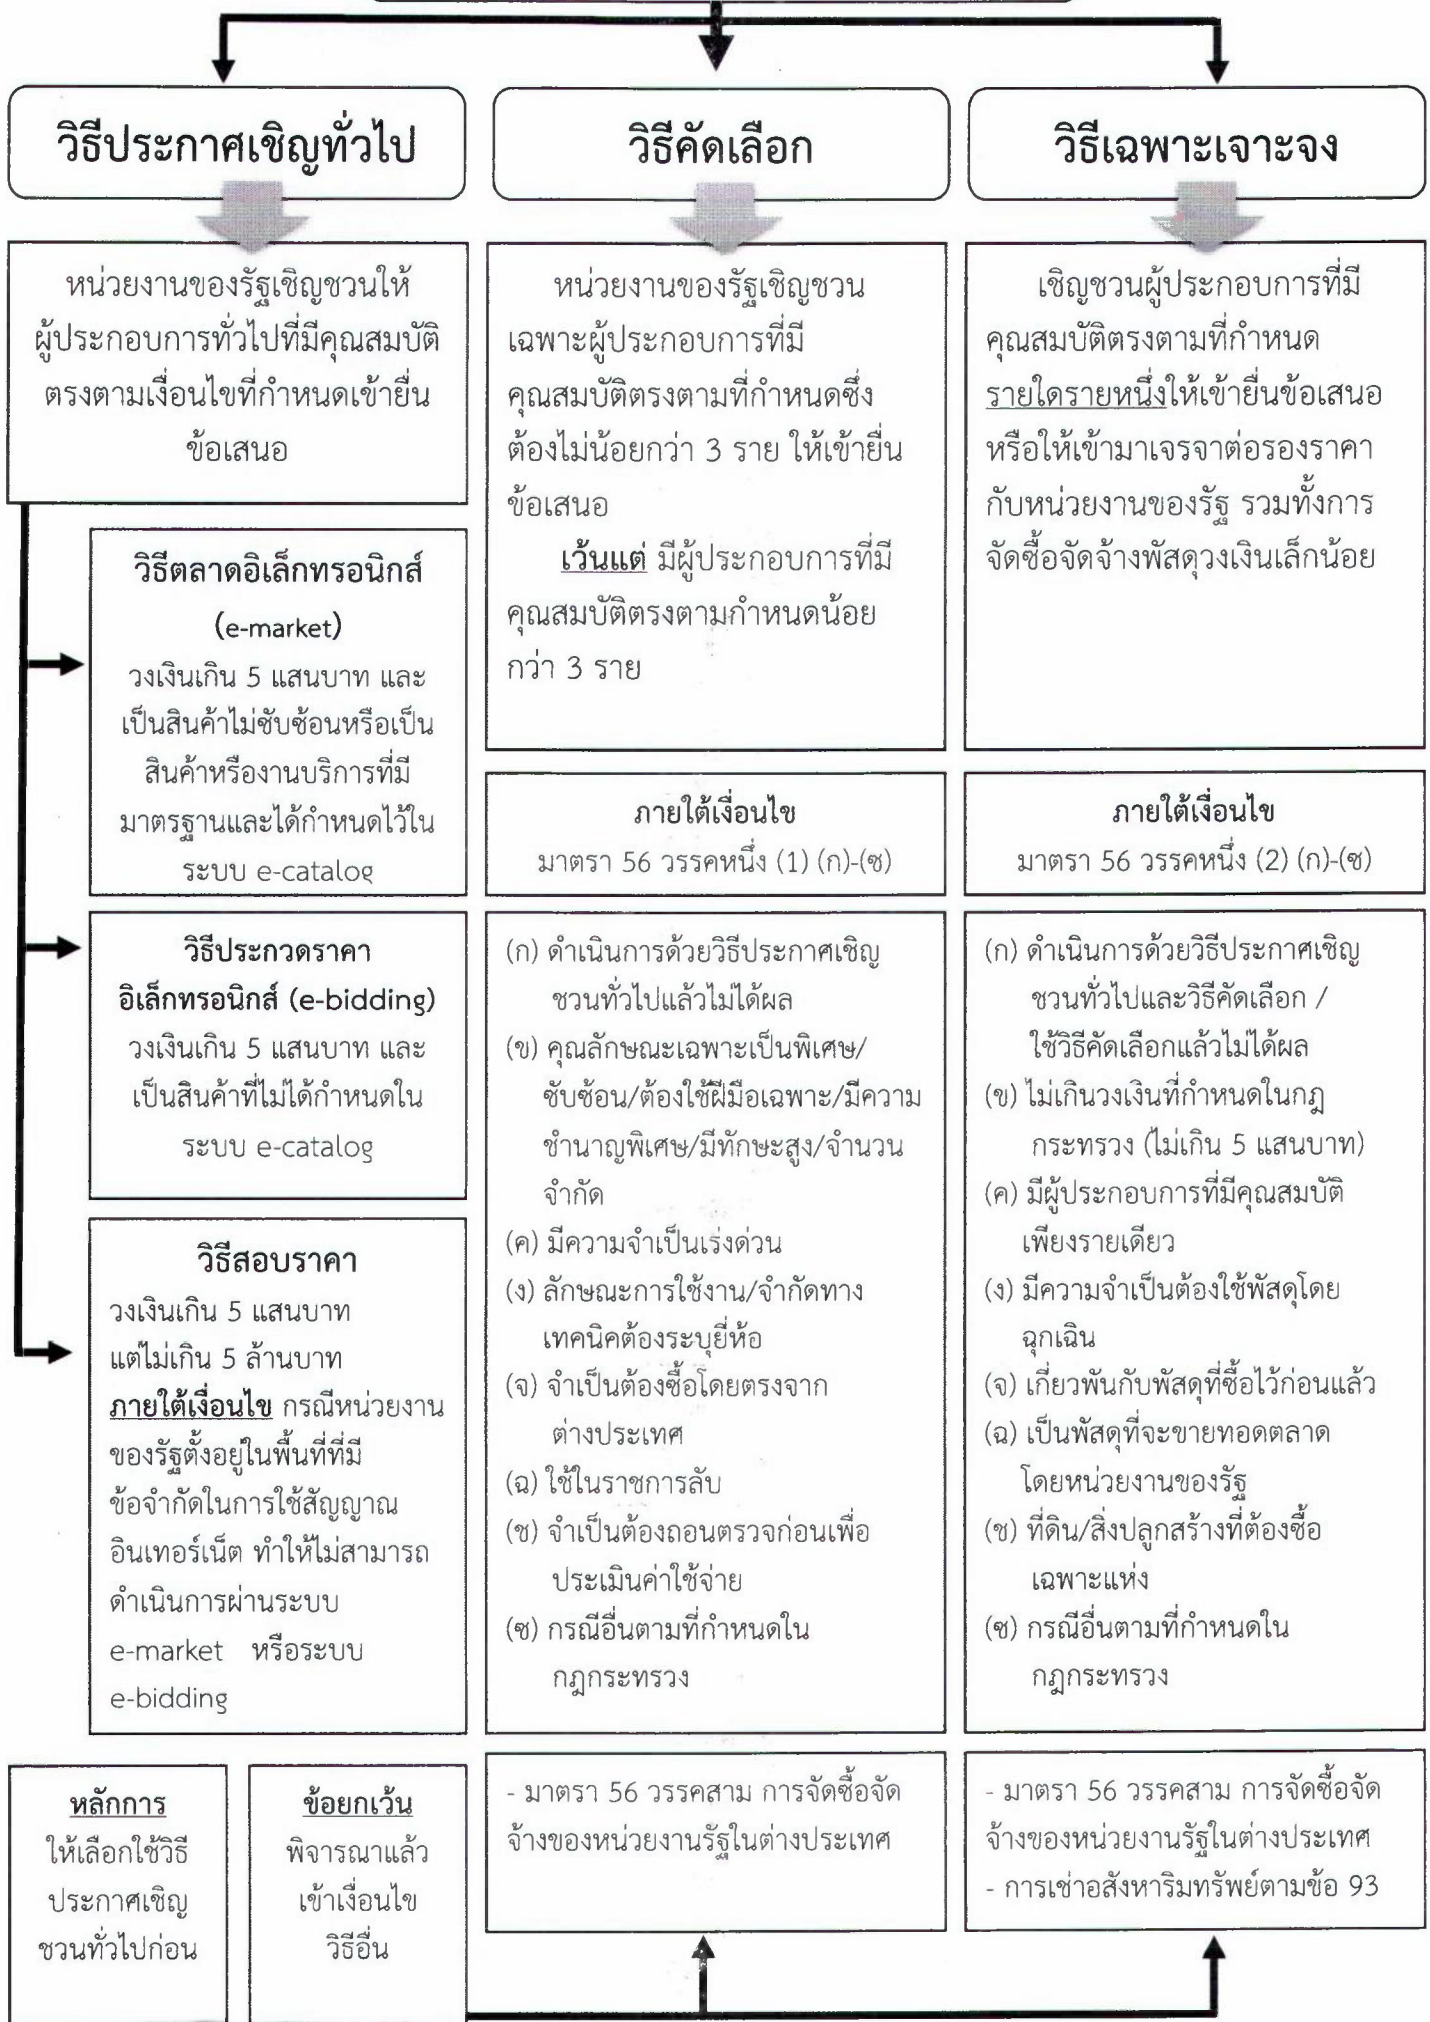 วิธีประกาศเชิญทั่วไป
หน่วยงานของรัฐเชิญชวนให้
ผู้ประกอบการทั่วไปที่มีคุณสมบัติ
ตรงตามเงื่อนไขที่กำหนดเข้ายื่น
ข้อเสนอ
วิธีตลาดอิเล็กทรอนิกส์
(e-market)
วงเงินเกิน 5 แสนบาท และ
เป็นสินค้าไม่ซับซ้อนหรือเป็น
สินค้าหรืองานบริการที่มี
มาตรฐานและได้กำหนดไว้ใน
ระบบ e-catalog
วิธีประกวดราคา
อิเล็กทรอนิกส์ (e-bidding)
วงเงินเกิน 5 แสนบาท และ
เป็นสินค้าที่ไม่ได้กำหนดใน
ระบบ e-catalog
วิธีสอบราคา
วงเงินเกิน 5 แสนบาท
แต่ไม่เกิน 5 ล้านบาท
ภายใต้เงื่อนไข กรณีหน่วยงาน
ของรัฐตั้งอยู่ในพื้นที่ที่มี
ข้อจำกัดในการใช้สัญญาณ
อินเทอร์เน็ต ทำให้ไม่สามารถ
ดำเนินการผ่านระบบ
e-market หรือระบบ
e-bidding
วิธีคัดเลือก
หน่วยงานของรัฐเชิญชวน
เฉพาะผู้ประกอบการที่มี
คุณสมบัติตรงตามที่กำหนดซึ่ง
ต้องไม่น้อยกว่า 3 ราย ให้เข้ายื่น
ข้อเสนอ
เว้นแต่ มีผู้ประกอบการที่มี
คุณสมบัติตรงตามกำหนดน้อย
กว่า 3 ราย
ภายใต้เงื่อนไข
มาตรา 56 วรรคหนึ่ง (1) (ก)-(ซ)
(ก) ดำเนินการด้วยวิธีประกาศเชิญ
ชวนทั่วไปแล้วไม่ได้ผล
(ข) คุณลักษณะเฉพาะเป็นพิเศษ/
ซับซ้อน/ต้องใช้ฝีมือเฉพาะ/มีความ
ชำนาญพิเศษ/มีทักษะสูง/จำนวน
จำกัด
(ค) มีความจำเป็นเร่งด่วน
(ง) ลักษณะการใช้งาน/จำกัดทาง
เทคนิคต้องระบุยี่ห้อ
(จ) จำเป็นต้องซื้อโดยตรงจาก
ต่างประเทศ
(ฉ) ใช้ในราชการลับ
(ช) จำเป็นต้องถอนตรวจก่อนเพื่อ
ประเมินค่าใช้จ่าย
(ซ) กรณีอื่นตามที่กำหนดใน
กฎกระทรวง
- มาตรา 56 วรรคสาม การจัดซื้อจัด
จ้างของหน่วยงานรัฐในต่างประเทศ
วิธีเฉพาะเจาะจง
เชิญชวนผู้ประกอบการที่มี
คุณสมบัติตรงตามที่กำหนด
รายใดรายหนึ่งให้เข้ายื่นข้อเสนอ
หรือให้เข้ามาเจรจาต่อรองราคา
กับหน่วยงานของรัฐ รวมทั้งการ
จัดซื้อจัดจ้างพัสดุวงเงินเล็กน้อย
ภายใต้เงื่อนไข
มาตรา 56 วรรคหนึ่ง (2) (ก)-(ซ)
(ก) ดำเนินการด้วยวิธีประกาศเชิญ
ชวนทั่วไปและวิธีคัดเลือก /
ใช้วิธีคัดเลือกแล้วไม่ได้ผล
(ข) ไม่เกินวงเงินที่กำหนดในกฎ
กระทรวง (ไม่เกิน 5 แสนบาท)
(ค) มีผู้ประกอบการที่มีคุณสมบัติ
เพียงรายเดียว
(ง) มีความจำเป็นต้องใช้พัสดุโดย
ฉุกเฉิน
(จ) เกี่ยวพันกับพัสดุที่ซื้อไว้ก่อนแล้ว
(ฉ) เป็นพัสดุที่จะขายทอดตลาด
โดยหน่วยงานของรัฐ
(ช) ที่ดิน/สิ่งปลูกสร้างที่ต้องซื้อ
เฉพาะแห่ง
(ซ) กรณีอื่นตามที่กำหนดใน
กฎกระทรวง
- มาตรา 56 วรรคสาม การจัดซื้อจัด
จ้างของหน่วยงานรัฐในต่างประเทศ
- การเช่าอสังหาริมทรัพย์ตามข้อ 93
หลักการ
ให้เลือกใช้วิธี
ประกาศเชิญ
ชวนทั่วไปก่อน
ข้อยกเว้น
พิจารณาแล้ว
เข้าเงื่อนไข
วิธีอื่น